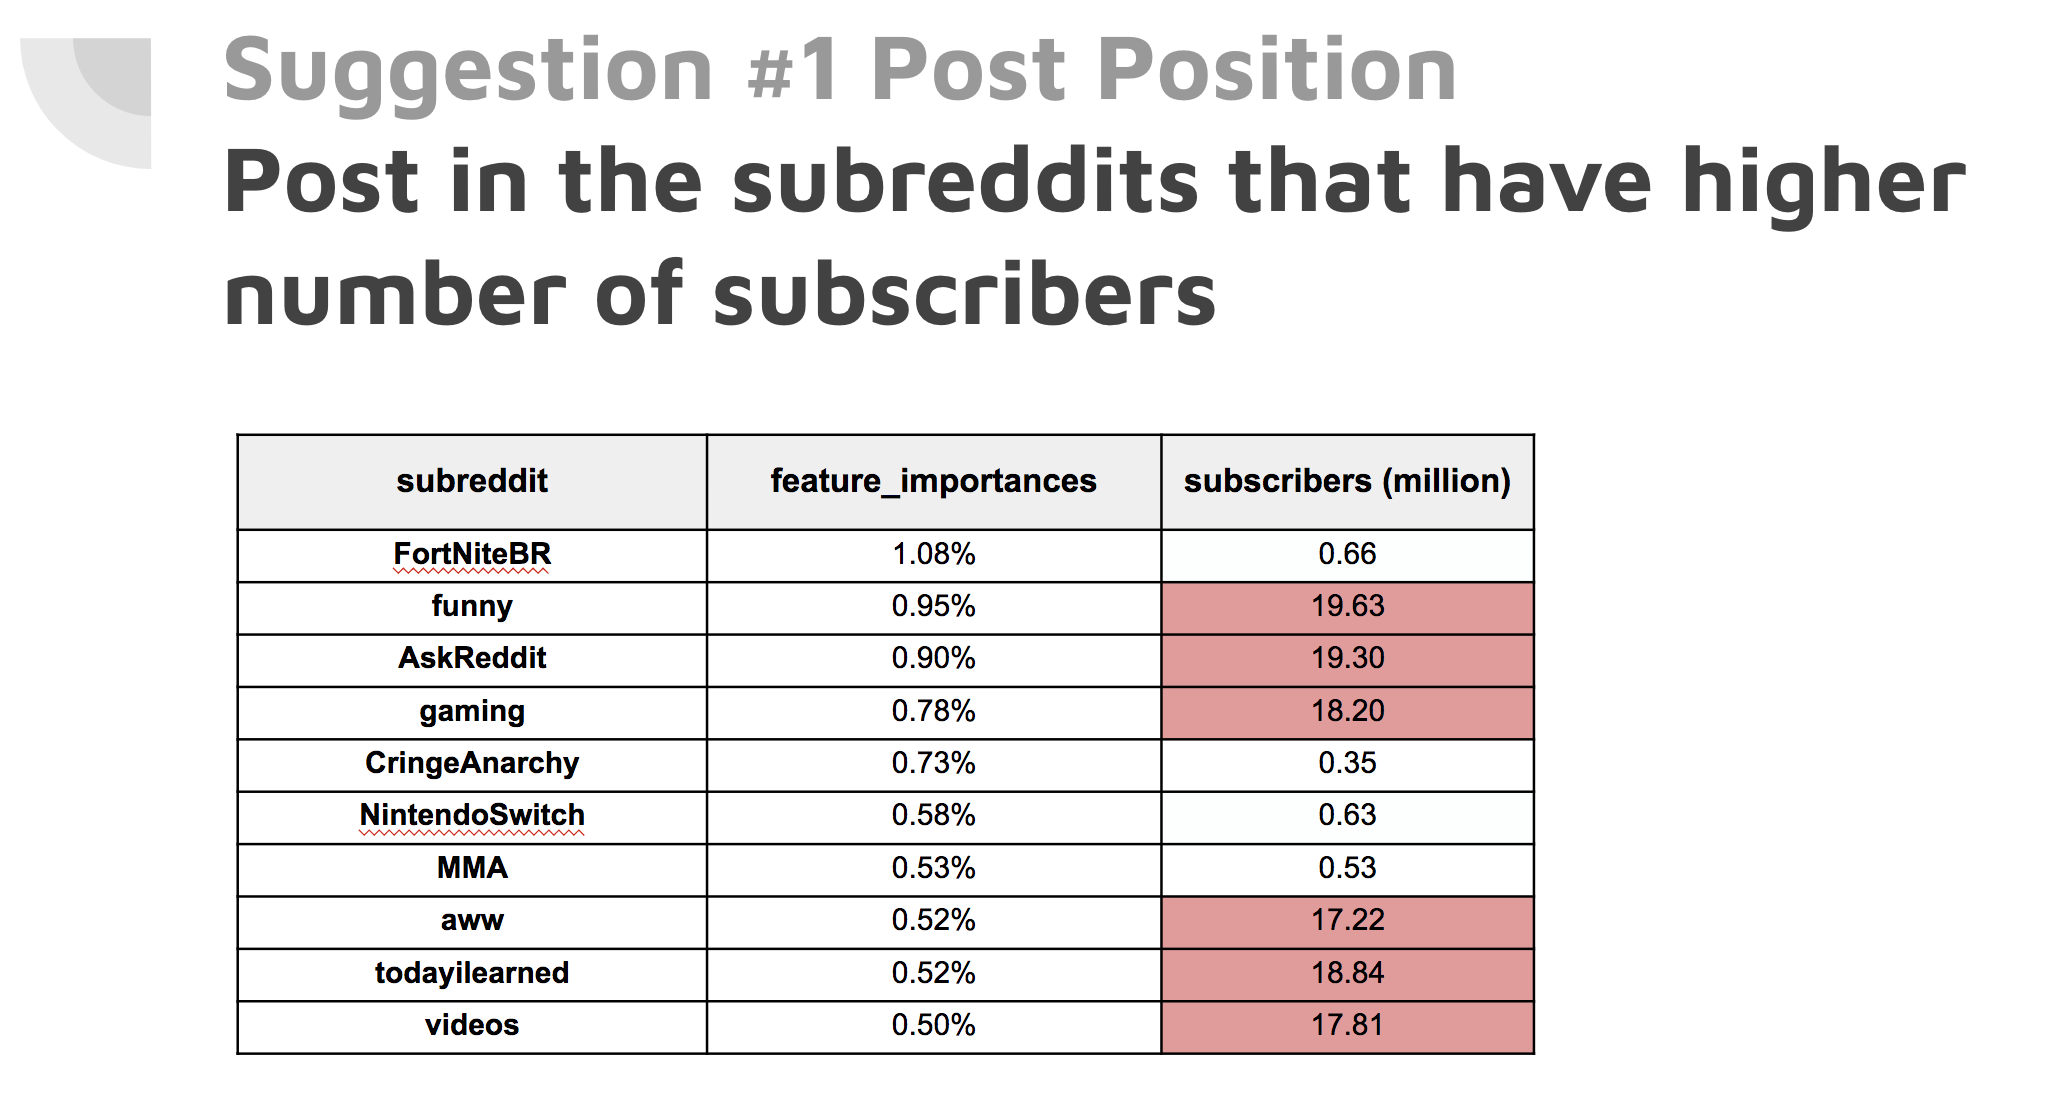 Suggestion #1 Post Position
Post in the subreddits that have higher
number of subscribers
subreddit feature_importances subscribers (million)
FortNiteBR 1.08% 0.66
funny 0.95% 19.63
AskReddit 0.90% 19.30
gaming 0.78% 18.20
CringeAnarchy 0.73% 0.35
NintendoSwitch 0.58% 0.63
MMA 0.53% 0.53
aww 0.52% 17.22
todayilearned 0.52% 18.84
videos 0.50% 17.81